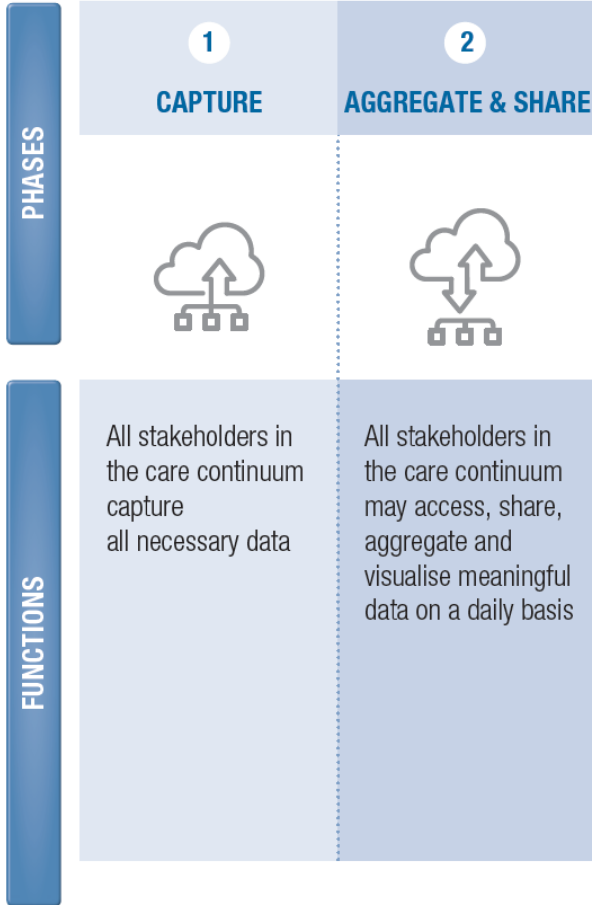 PHASES
1
CAPTURE
2
AGGREGATE & SHARE
FUNCTIONS
All stakeholders in
the care continuum
capture
all necessary data
All stakeholders in
the care continuum
may access, share,
aggregate and
visualise meaningful
data on a daily basis